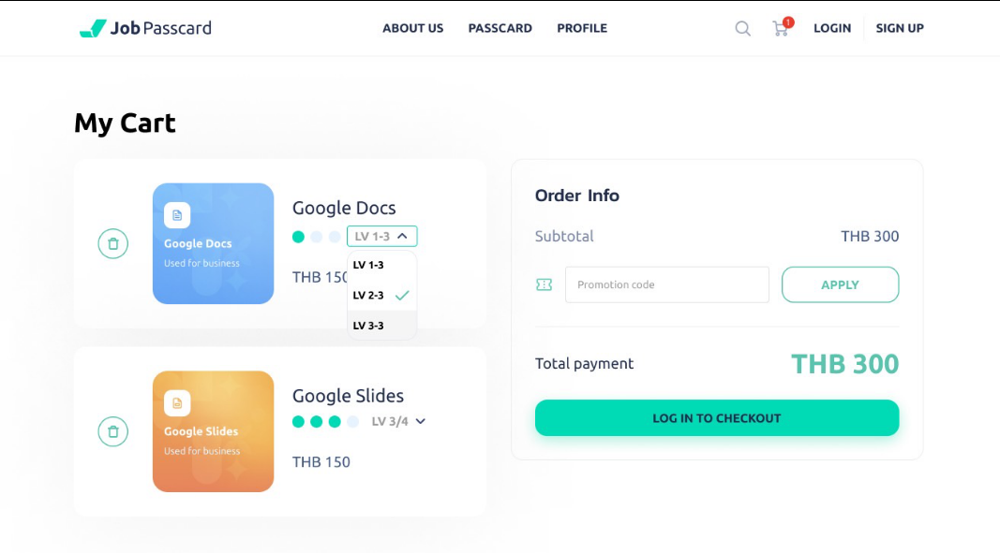 Job Passcard
ABOUT US PASSCARD PROFILE
1
LOGIN SIGN UP
My Cart
Google Docs
Used for business
Google Docs
LV 1-3
THB 150
LV 1-3
LV 2-3
LV 3-3
Google Slides
Used for business
Google Slides
LV 3/4
THB 150
Order Info
Subtotal THB 300
Promotion code APPLY
Total payment THB 300
LOG IN TO CHECKOUT